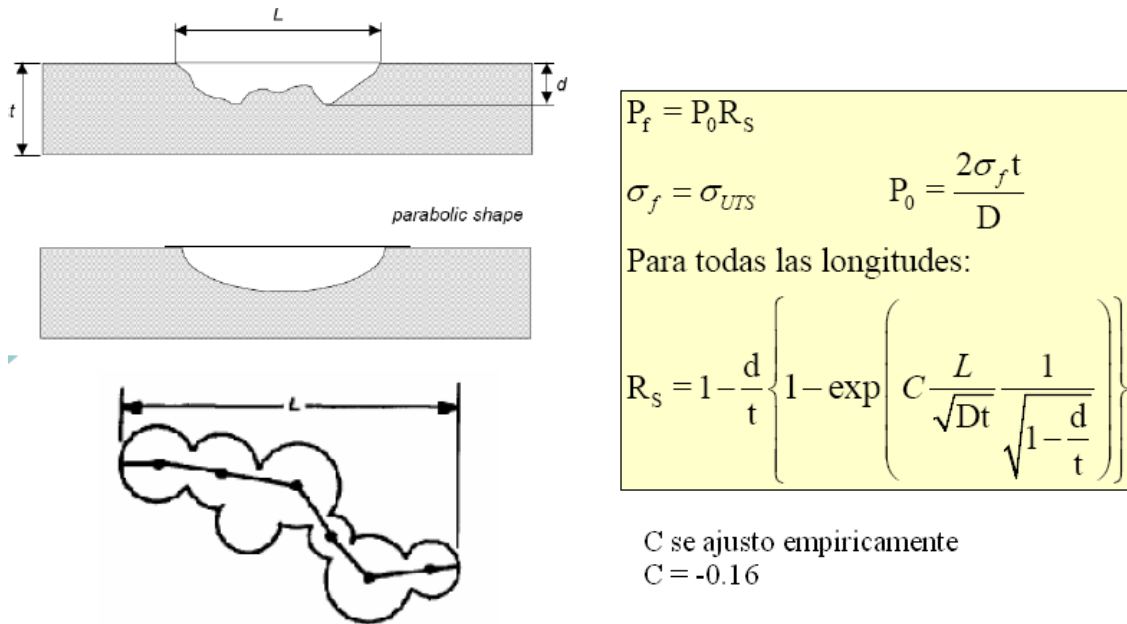 L
t
d
parabolic shape
L
P_f = P_0 R_S
σ_f = σ_UTS
P_0 = 2σ_f t / D
Para todas las longitudes:
R_S = 1 - d/t { 1 - exp ( C L/√Dt 1/√(1 - d/t) ) }
C se ajusto empiricamente
C = -0.16